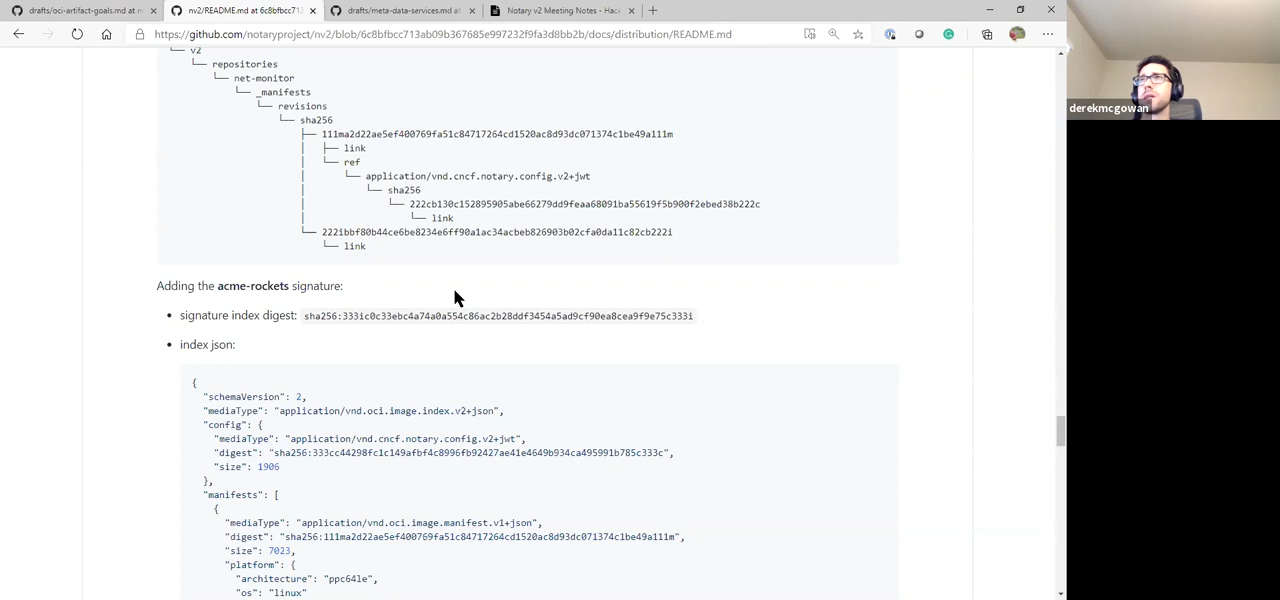 drafts/oci-artifact-goals.md at m
nv2/README.md at 6c8bfbcc713
drafts/meta-data-services.md at
Notary v2 Meeting Notes - Hack
https://github.com/notaryproject/nv2/blob/6c8bfbcc713ab09b367685e997232f9fa3d8bb2b/docs/distribution/README.md
derekmcgowan
v2
repositories
net-monitor
_manifests
revisions
sha256
111ma2d22ae5ef400769fa51c84717264cd1520ac8d93dc071374c1be49a111m
link
ref
application/vnd.cncf.notary.config.v2+jwt
sha256
222cb130c152895905abe66279dd9feaa68091ba55619f5b900f2ebed38b222c
link
222ibbf80b44ce6be8234e6ff90a1ac34acbeb826903b02cfa0da11c82cb222i
link
Adding the acme-rockets signature:
• signature index digest: sha256:333ic0c33ebc4a74a0a554c86ac2b28ddf3454a5ad9cf90ea8cea9f9e75c333i
• index json:
{
"schemaVersion": 2,
"mediaType": "application/vnd.oci.image.index.v2+json",
"config": {
"mediaType": "application/vnd.cncf.notary.config.v2+jwt",
"digest": "sha256:333cc44298fc1c149afbf4c8996fb92427ae41e4649b934ca495991b785c333c",
"size": 1906
},
"manifests": [
{
"mediaType": "application/vnd.oci.image.manifest.v1+json",
"digest": "sha256:111ma2d22ae5ef400769fa51c84717264cd1520ac8d93dc071374c1be49a111m",
"size": 7023,
"platform": {
"architecture": "ppc64le",
"os": "linux"